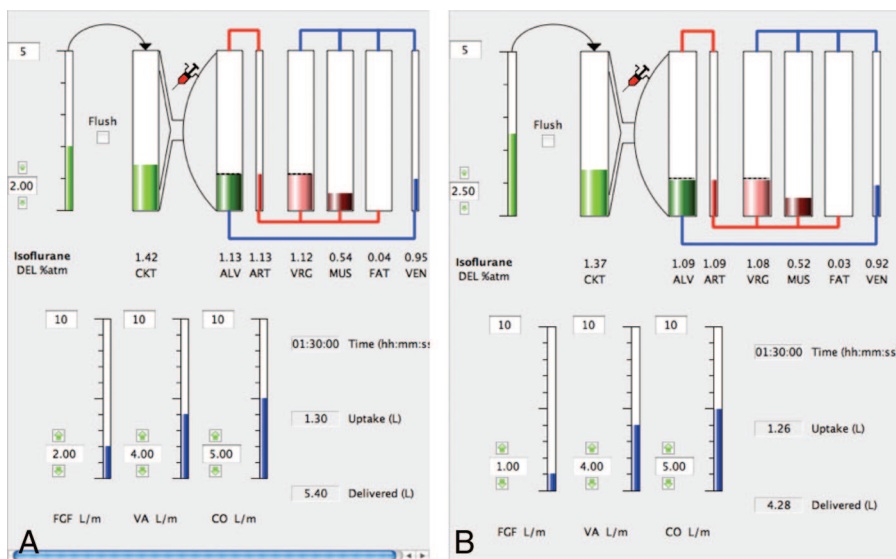 5
Flush
2.00
Isoflurane
DEL %atm
1.42 1.13 1.13 1.12 0.54 0.04 0.95
CKT ALV ART VRG MUS FAT VEN
10 10 10
01:30:00 Time (hh:mm:ss
1.30 Uptake (L)
2.00 4.00 5.00
5.40 Delivered (L)
FGF L/m VA L/m CO L/m
A
5
Flush
2.50
Isoflurane
DEL %atm
1.37 1.09 1.09 1.08 0.52 0.03 0.92
CKT ALV ART VRG MUS FAT VEN
10 10 10
01:30:00 Time (hh:mm:ss
1.26 Uptake (L)
1.00 4.00 5.00
4.28 Delivered (L)
FGF L/m VA L/m CO L/m
B